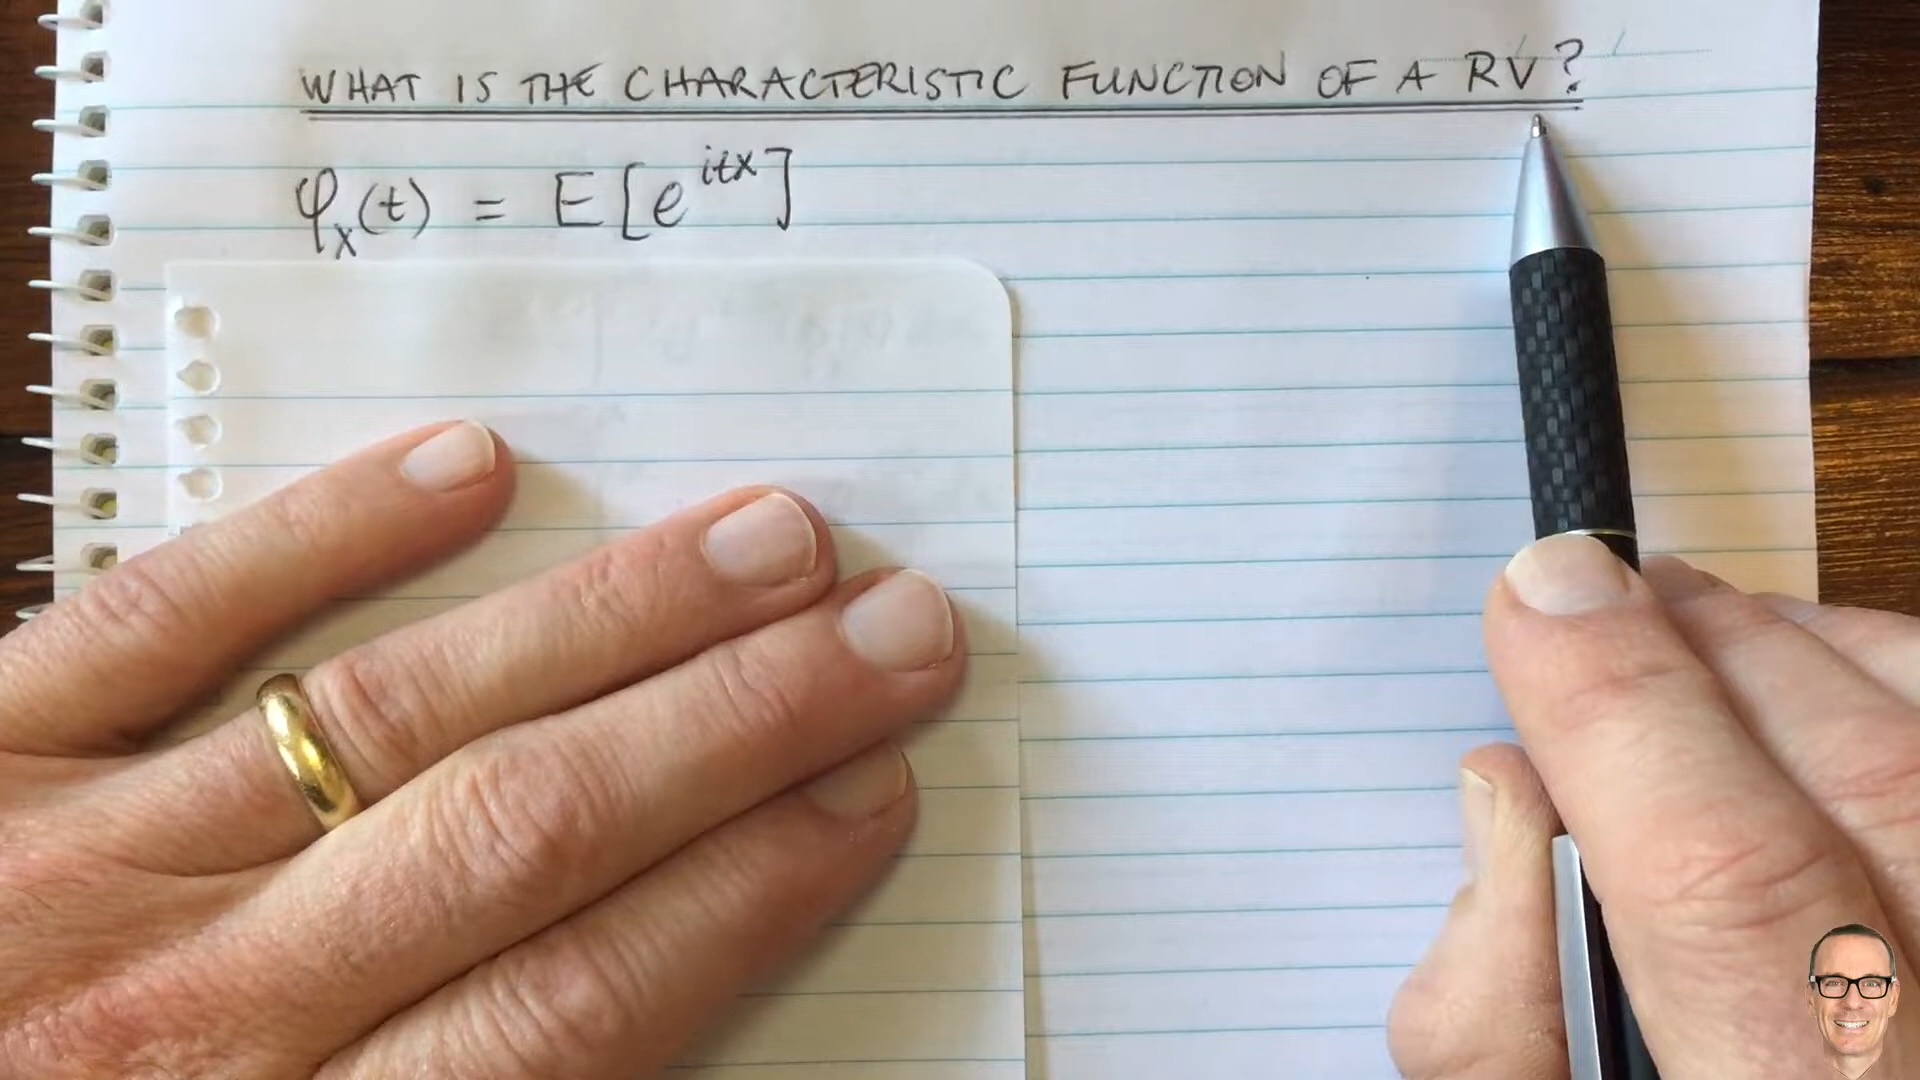 WHAT IS THE CHARACTERISTIC FUNCTION OF A RV?
φₓ(t) = E[e^{itx}]